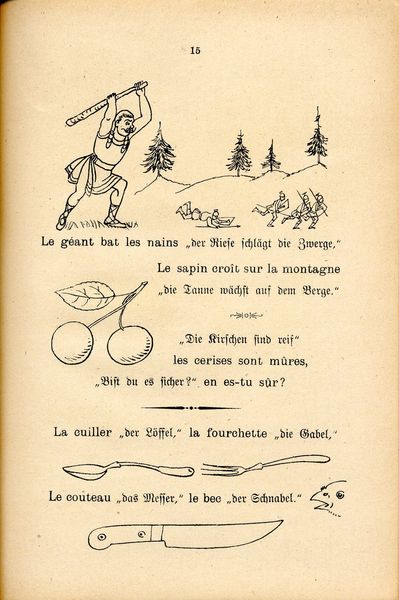 15
Le géant bat les nains „der Riese schlägt die Zwerge,“
Le sapin croît sur la montagne
„die Tanne wächst auf dem Berge.“
„Die Kirschen sind reif“
les cerises sont mûres,
„Bist du es sicher?“ en es-tu sûr?
La cuiller „der Löffel,“ la fourchette „die Gabel,“
Le couteau „das Messer,“ le bec „der Schnabel.“